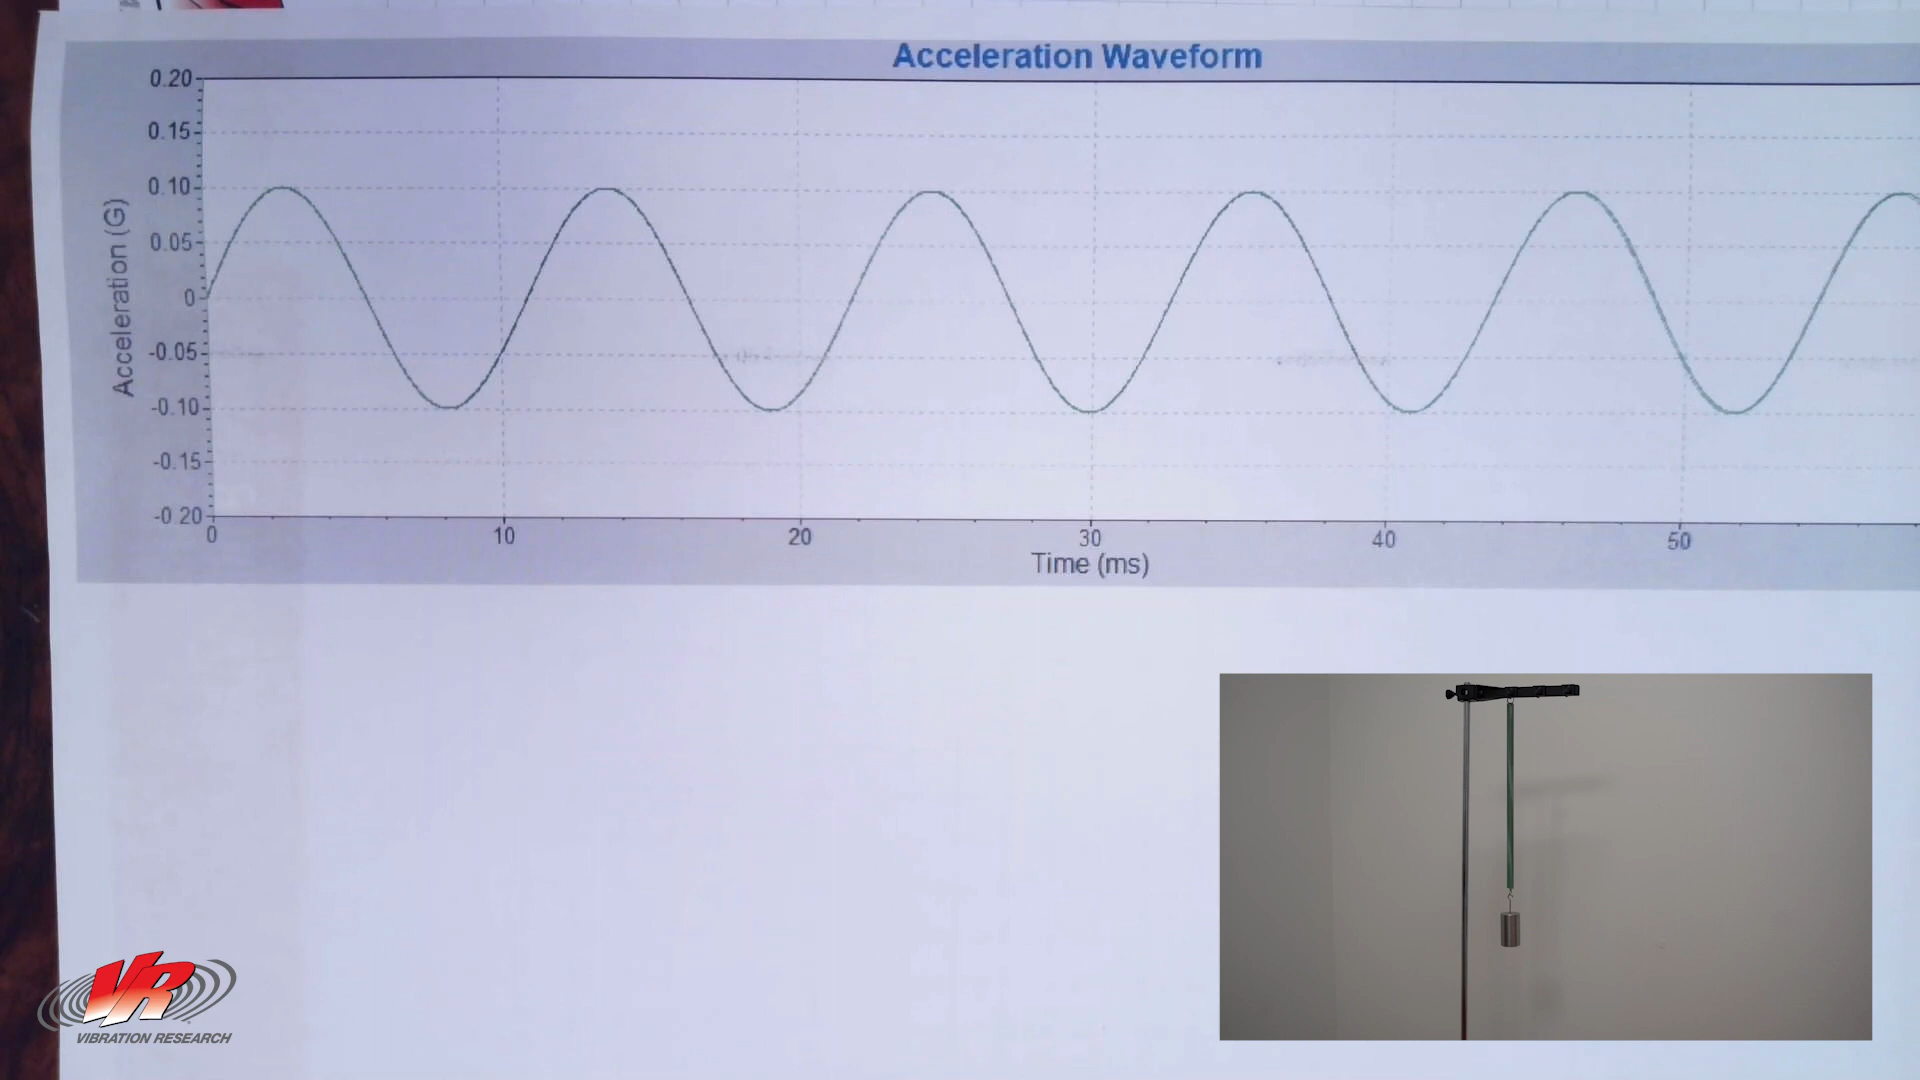 Acceleration Waveform
0.20
0.15
0.10
0.05
0
-0.05
-0.10
-0.15
-0 20
Acceleration (G)
0 10 20 30 40 50
Time (ms)
VR
VIBRATION RESEARCH